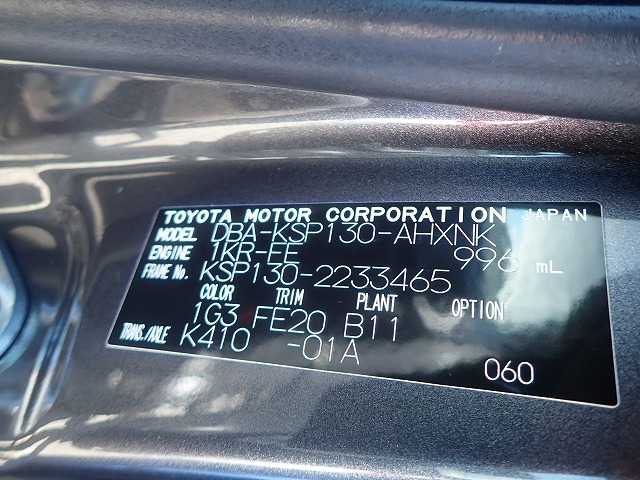 TOYOTA MOTOR CORPORATION JAPAN
MODEL DBA-KSP130-AHXNK
ENGINE 1KR-FE 996 mL
FRAME No. KSP130-2233465
COLOR TRIM PLANT OPTION
1G3 FE20 B11
TRANS./AXLE K410 -01A
060